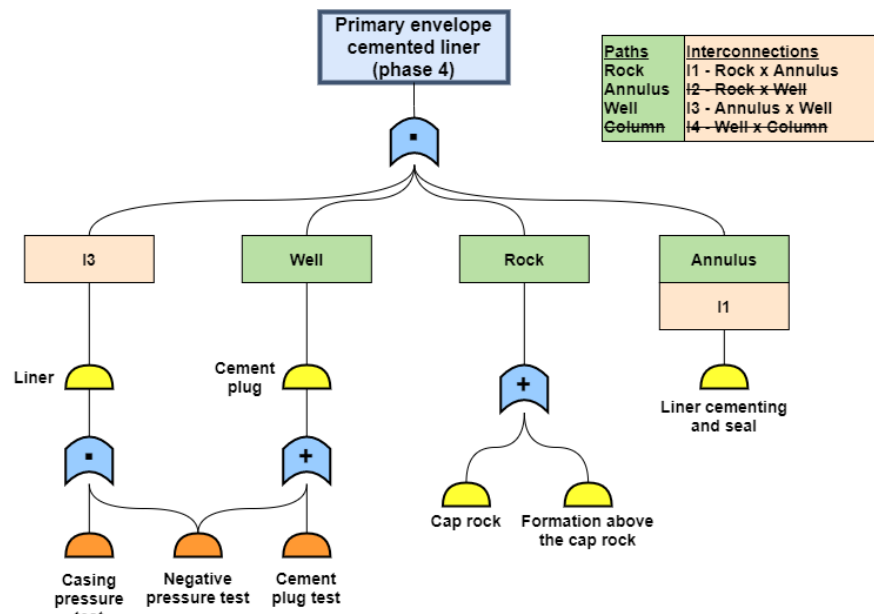 Primary envelope
cemented liner
(phase 4)
Paths Interconnections
Rock I1 - Rock x Annulus
Annulus I2 - Rock x Well
Well I3 - Annulus x Well
Column I4 - Well x Column
I3
Well
Rock
Annulus
I1
Liner
Cement
plug
+
Liner cementing
and seal
+
Cap rock
Formation above
the cap rock
Casing
pressure
test
Negative
pressure test
Cement
plug test